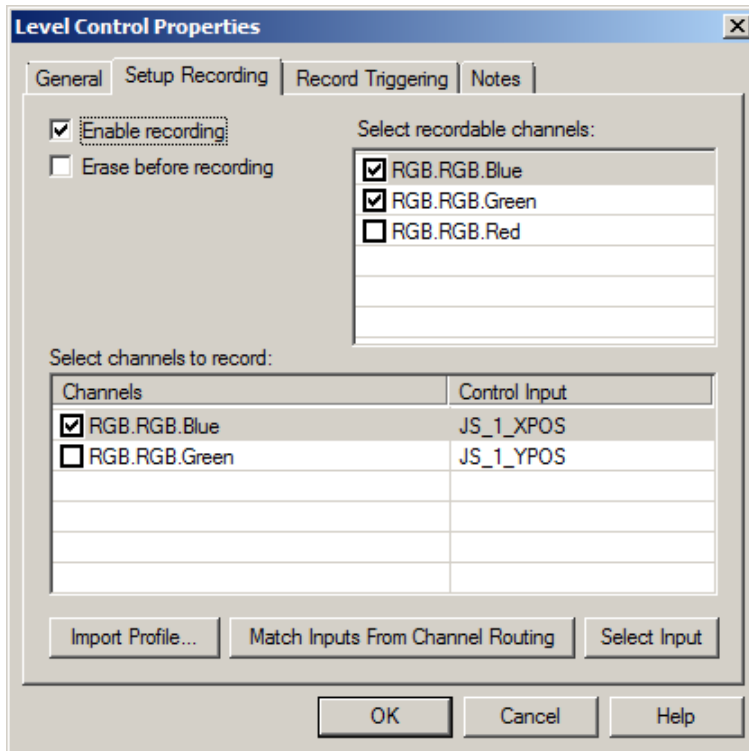 Level Control Properties
General Setup Recording Record Triggering Notes
Enable recording
Erase before recording
Select recordable channels:
RGB.RGB.Blue
RGB.RGB.Green
RGB.RGB.Red
Select channels to record:
Channels Control Input
RGB.RGB.Blue JS_1_XPOS
RGB.RGB.Green JS_1_YPOS
Import Profile... Match Inputs From Channel Routing Select Input
OK Cancel Help